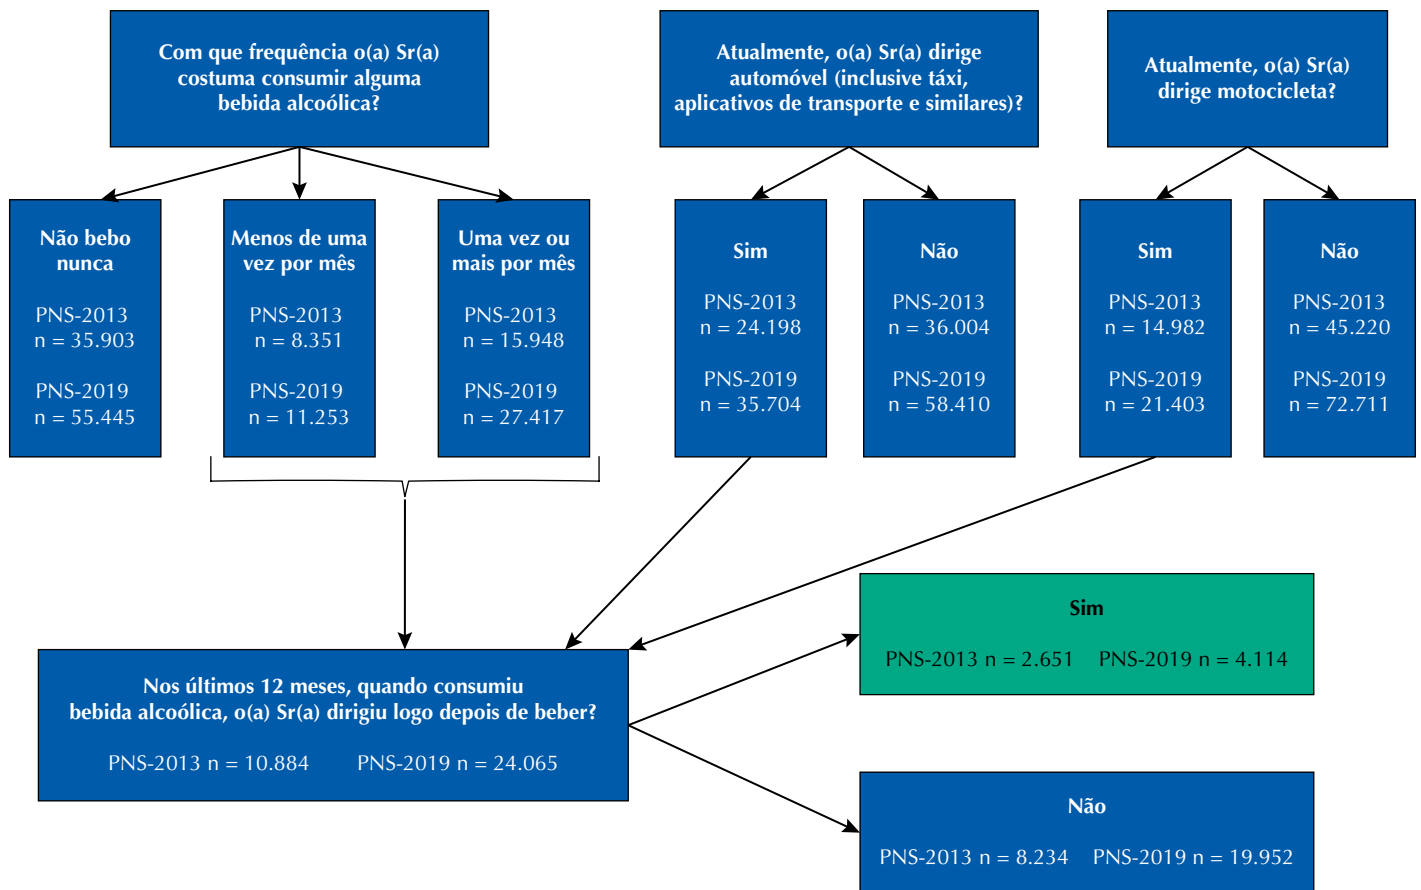 Com que frequência o(a) Sr(a)
costuma consumir alguma
bebida alcoólica?
Atualmente, o(a) Sr(a) dirige
automóvel (inclusive táxi,
aplicativos de transporte e similares)?
Atualmente, o(a) Sr(a)
dirige motocicleta?
Não bebo
nunca
PNS-2013
n = 35.903
PNS-2019
n = 55.445
Menos de uma
vez por mês
PNS-2013
n = 8.351
PNS-2019
n = 11.253
Uma vez ou
mais por mês
PNS-2013
n = 15.948
PNS-2019
n = 27.417
Sim
PNS-2013
n = 24.198
PNS-2019
n = 35.704
Não
PNS-2013
n = 36.004
PNS-2019
n = 58.410
Sim
PNS-2013
n = 14.982
PNS-2019
n = 21.403
Não
PNS-2013
n = 45.220
PNS-2019
n = 72.711
Nos últimos 12 meses, quando consumiu
bebida alcoólica, o(a) Sr(a) dirigiu logo depois de beber?
PNS-2013 n = 10.884 PNS-2019 n = 24.065
Sim
PNS-2013 n = 2.651 PNS-2019 n = 4.114
Não
PNS-2013 n = 8.234 PNS-2019 n = 19.952